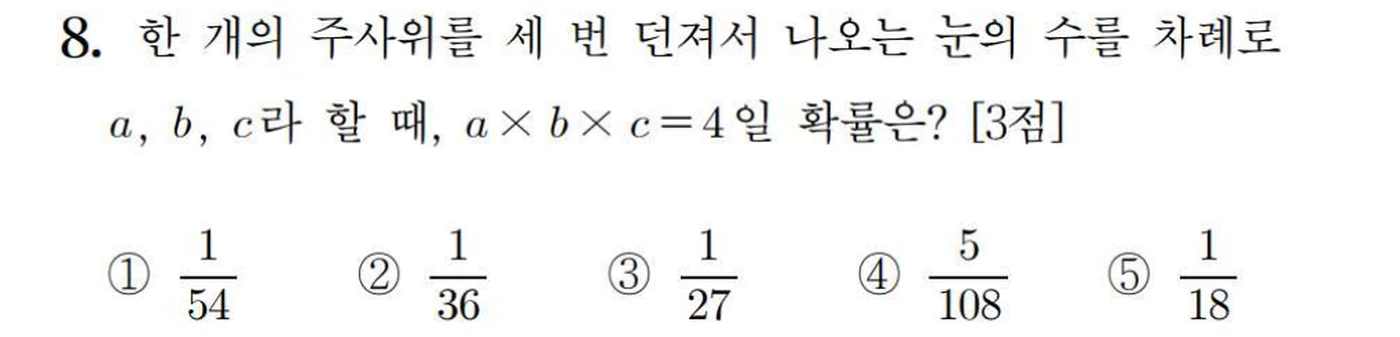 8. 한 개의 주사위를 세 번 던져서 나오는 눈의 수를 차례로
a, b, c라 할 때, a × b × c = 4일 확률은? [3점]
① 1/54 ② 1/36 ③ 1/27 ④ 5/108 ⑤ 1/18